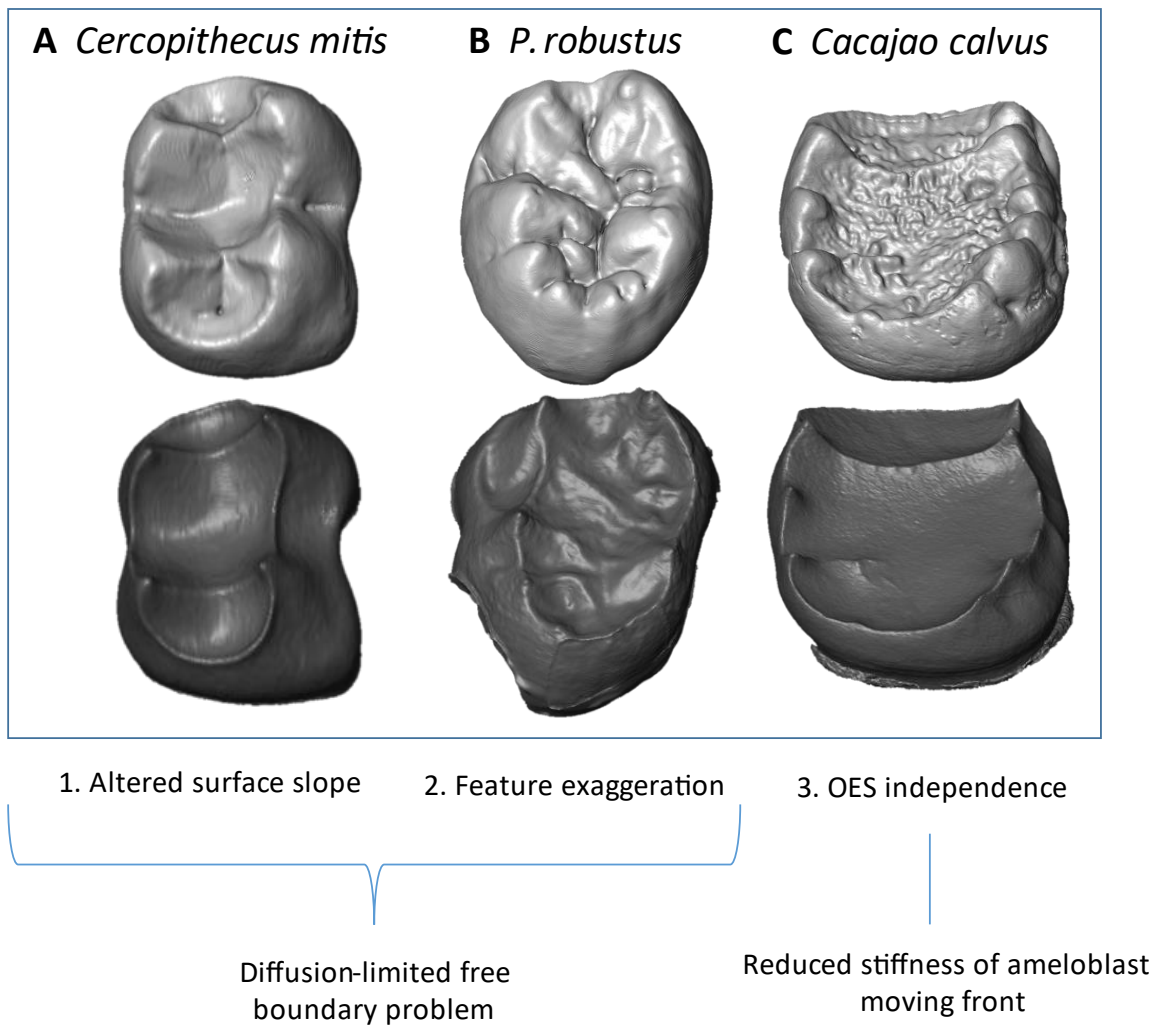 A Cercopithecus mitis
B P. robustus
C Cacajao calvus
1. Altered surface slope
2. Feature exaggeration
3. OES independence
Diffusion-limited free
boundary problem
Reduced stiffness of ameloblast
moving front